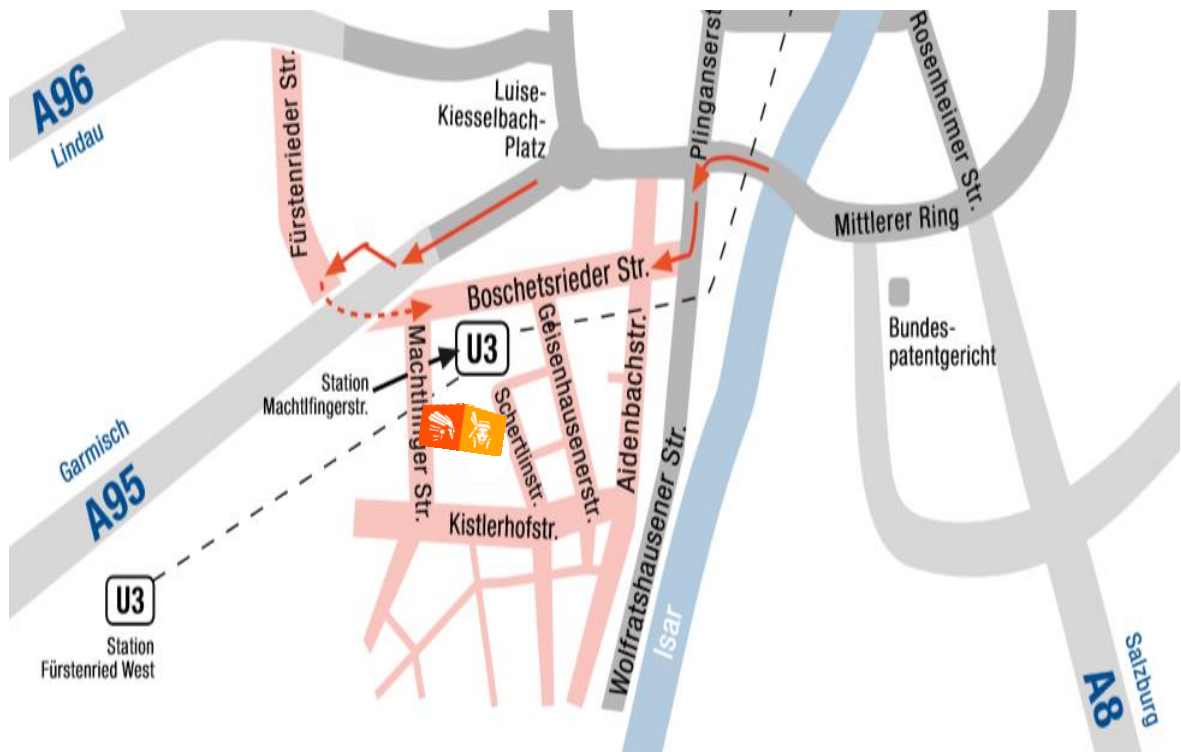 A96
Lindau
Fürstenrieder Str.
Luise-
Kiesselbach-
Platz
Plinganserst
Rosenheimer Str.
Mittlerer Ring
Boschetsrieder Str.
Bundes-
patentgericht
U3
Station
Machtlfingerstr.
Machtlfinger Str.
Geisenhausenerstr.
Schertlinstr.
Aidenbachstr.
Kistlerhofstr.
Wolfratshausener Str.
Isar
Garmisch
A95
U3
Station
Fürstenried West
Salzburg
A8